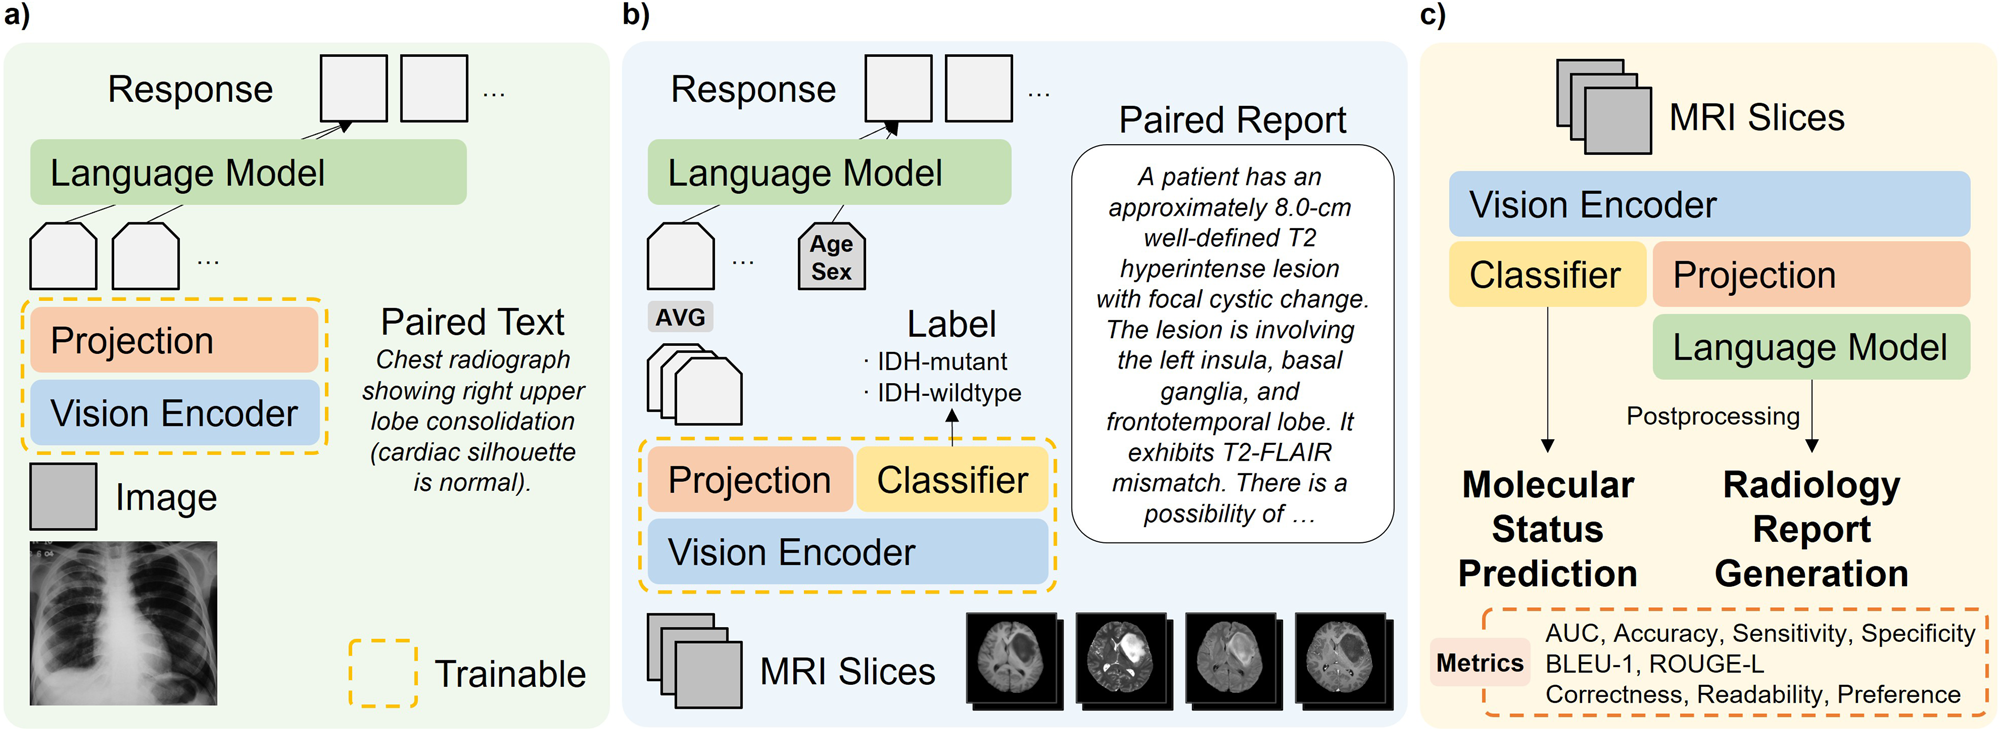 a)
Response
...
Language Model
...
Projection
Vision Encoder
Paired Text
Chest radiograph
showing right upper
lobe consolidation
(cardiac silhouette
is normal).
Image
Trainable
b)
Response
...
Language Model
...
Age
Sex
AVG
Label
· IDH-mutant
· IDH-wildtype
Projection
Classifier
Vision Encoder
MRI Slices
Paired Report
A patient has an
approximately 8.0-cm
well-defined T2
hyperintense lesion
with focal cystic change.
The lesion is involving
the left insula, basal
ganglia, and
frontotemporal lobe. It
exhibits T2-FLAIR
mismatch. There is a
possibility of ...
c)
MRI Slices
Vision Encoder
Classifier
Projection
Language Model
Postprocessing
Molecular
Status
Prediction
Radiology
Report
Generation
Metrics
AUC, Accuracy, Sensitivity, Specificity
BLEU-1, ROUGE-L
Correctness, Readability, Preference